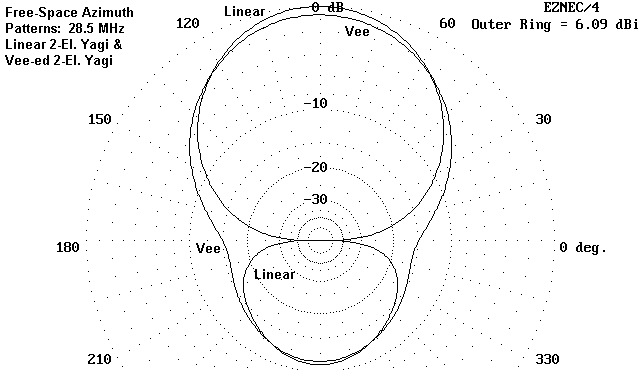 Free-Space Azimuth
Patterns: 28.5 MHz
Linear 2-El. Yagi &
Vee-ed 2-El. Yagi
EZNEC/4
Outer Ring = 6.09 dBi
0 dB
Linear
Vee
120
60
-10
150
30
-20
-30
180
Vee
0 deg.
Linear
210
330